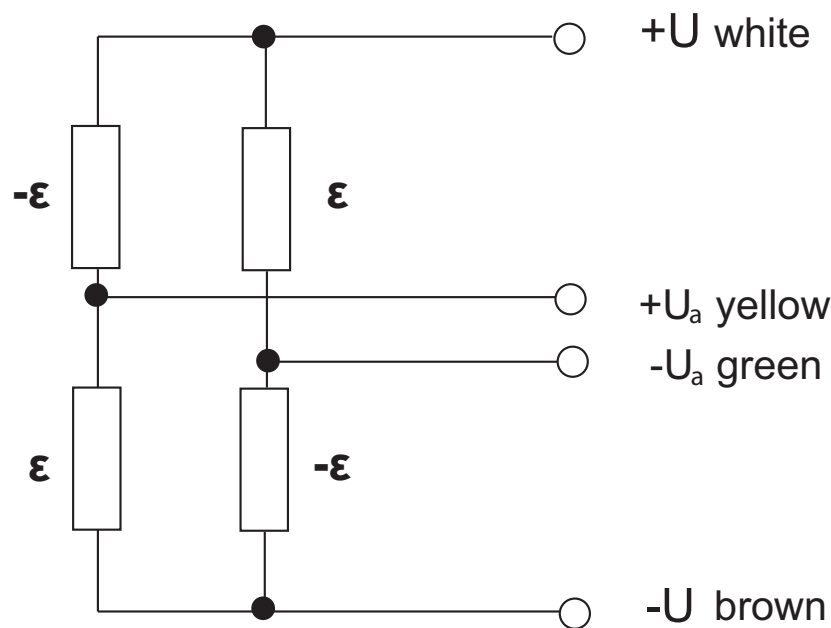 +U white
-ε
ε
+Ua yellow
-Ua green
ε
-ε
-U brown